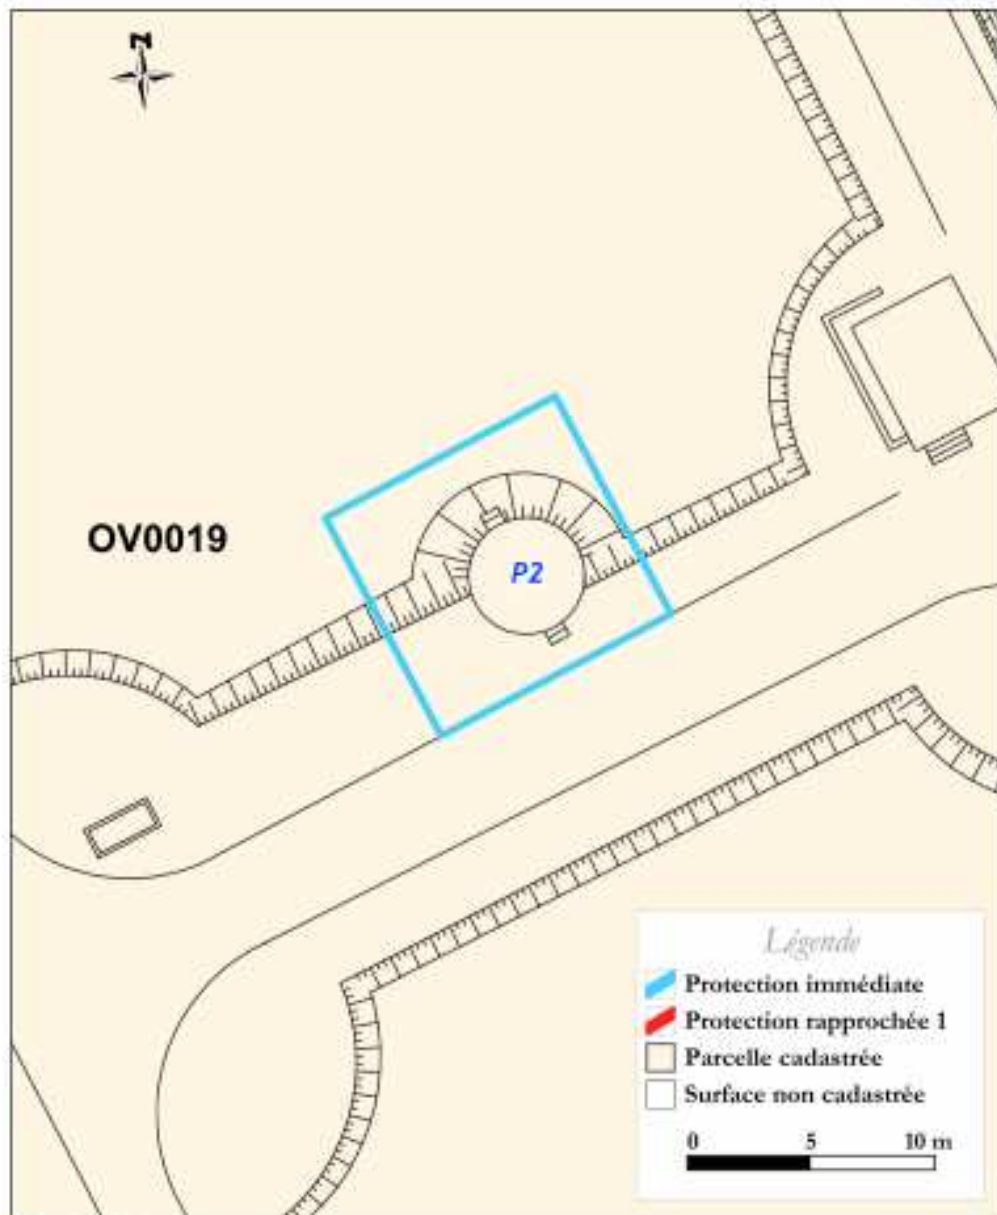 N
OV0019
P2
Légende
Protection immédiate
Protection rapprochée 1
Parcelle cadastrée
Surface non cadastrée
0 5 10 m